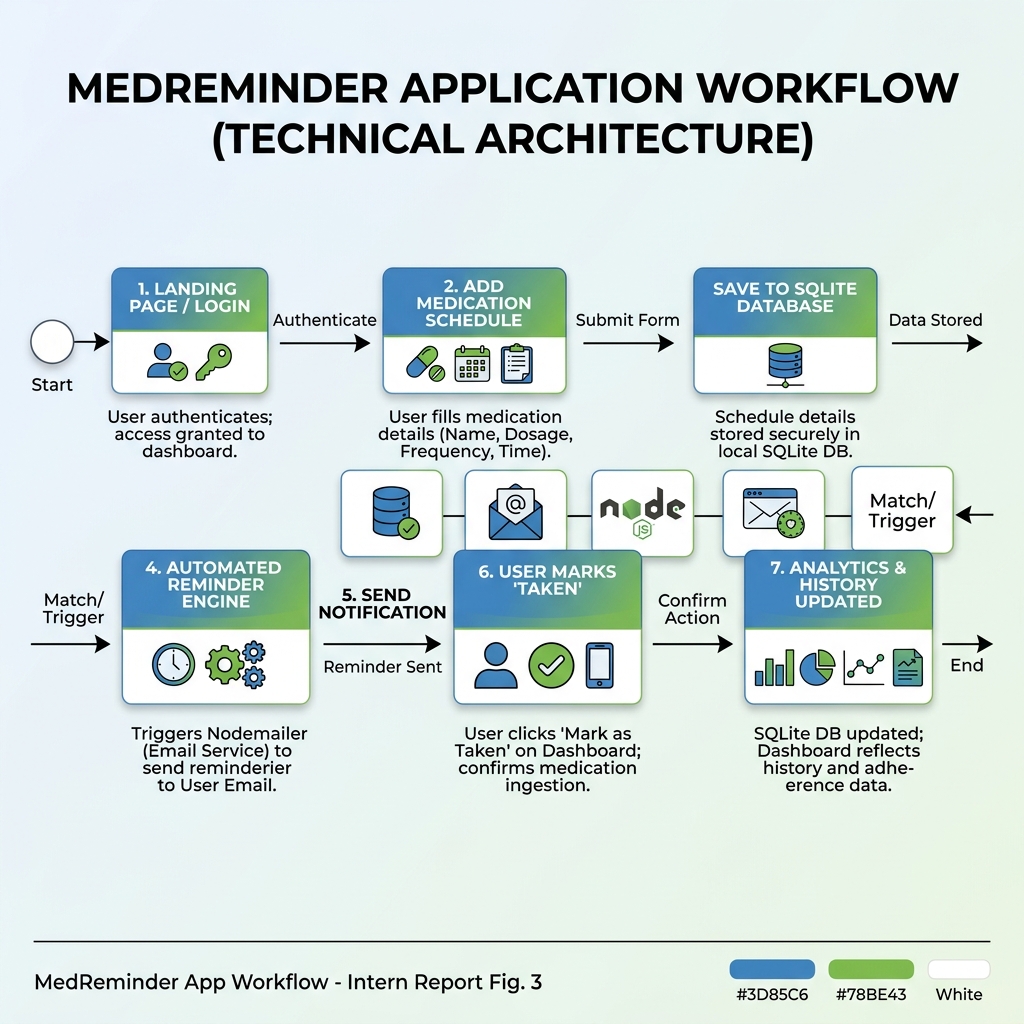 MEDREMINDER APPLICATION WORKFLOW
(TECHNICAL ARCHITECTURE)
Start
1. LANDING
PAGE / LOGIN
User authenticates;
access granted to
dashboard.
Authenticate
2. ADD
MEDICATION
SCHEDULE
User fills medication
details (Name, Dosage,
Frequency, Time).
Submit Form
SAVE TO SQLITE
DATABASE
Schedule details
stored securely in
local SQLite DB.
Data Stored
@
node
JS
Match/
Trigger
Match/
Trigger
4. AUTOMATED
REMINDER
ENGINE
Triggers Nodemailer
(Email Service) to
send reminderier
to User Email.
5. SEND
NOTIFICATION
Reminder Sent
6. USER MARKS
'TAKEN'
User clicks 'Mark as
Taken' on Dashboard;
confirms medication
ingestion.
Confirm
Action
7. ANALYTICS &
HISTORY
UPDATED
SQLite DB updated;
Dashboard reflects
history and adhe-
erence data.
End
MedReminder App Workflow - Intern Report Fig. 3
#3D85C6
#78BE43
White